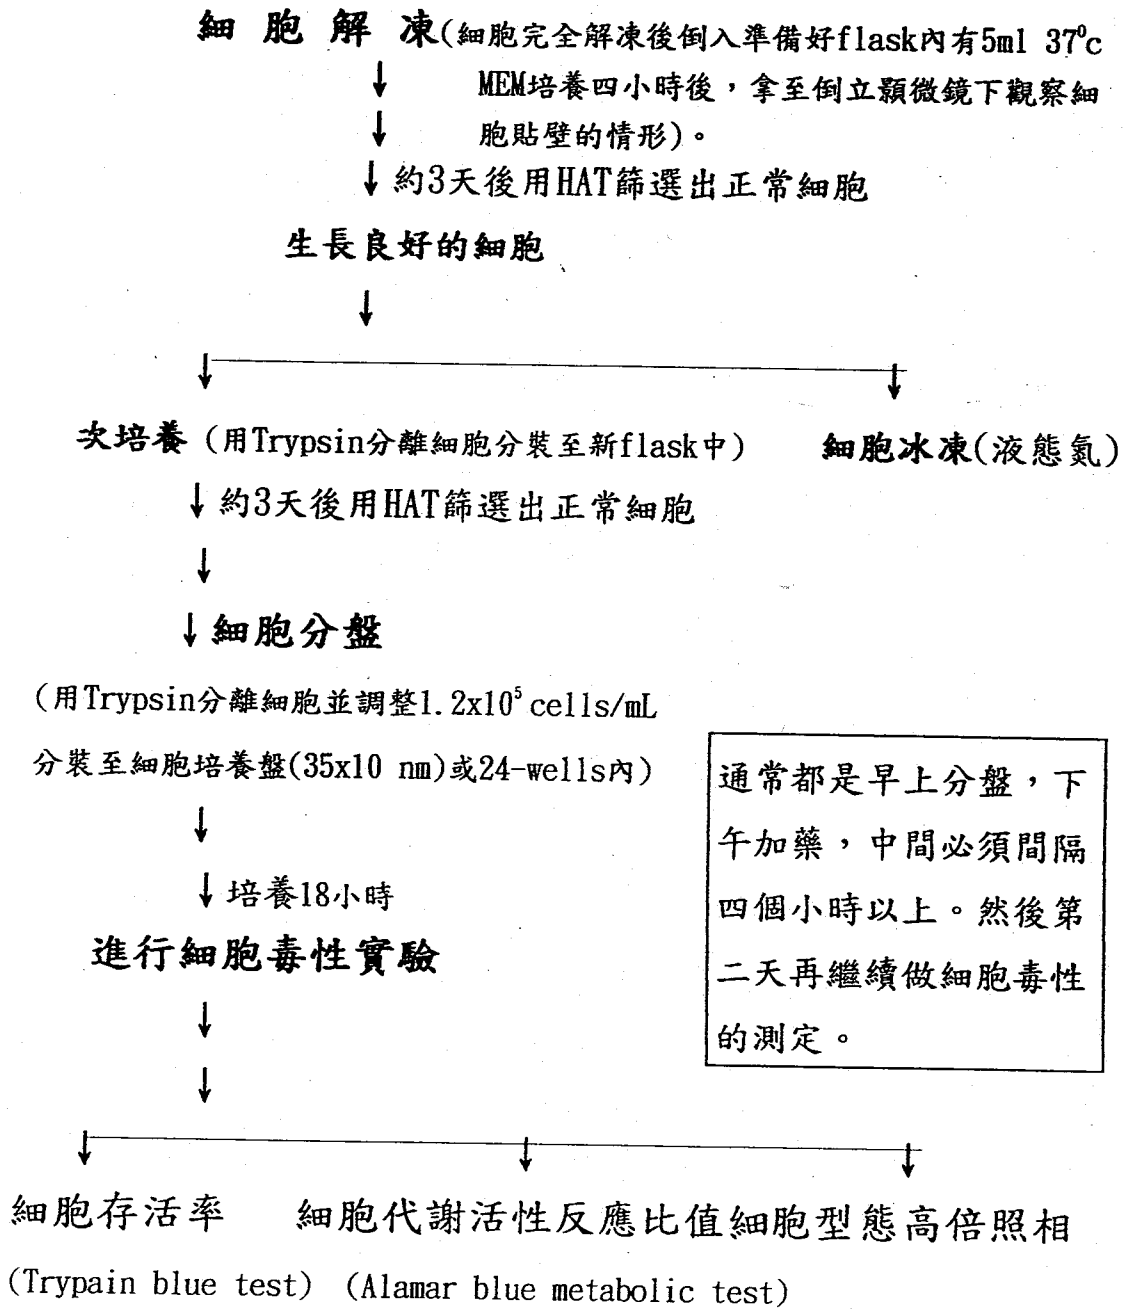 細 胞 解 凍(細胞完全解凍後倒入準備好flask內有5ml 37⁰c
MEM培養四小時後，拿至倒立顯微鏡下觀察細
胞貼壁的情形)。
↓約3天後用HAT篩選出正常細胞
生長良好的細胞
次培養 (用Trypsin分離細胞分裝至新flask中)
細胞冰凍(液態氮)
↓約3天後用HAT篩選出正常細胞
↓細胞分盤
(用Trypsin分離細胞並調整1.2x10⁵ cells/mL
分裝至細胞培養盤(35x10 nm)或24-wells內)
通常都是早上分盤，下
午加藥，中間必須間隔
四個小時以上。然後第
二天再繼續做細胞毒性
的測定。
↓培養18小時
進行細胞毒性實驗
細胞存活率 細胞代謝活性反應比值細胞型態高倍照相
(Trypain blue test) (Alamar blue metabolic test)